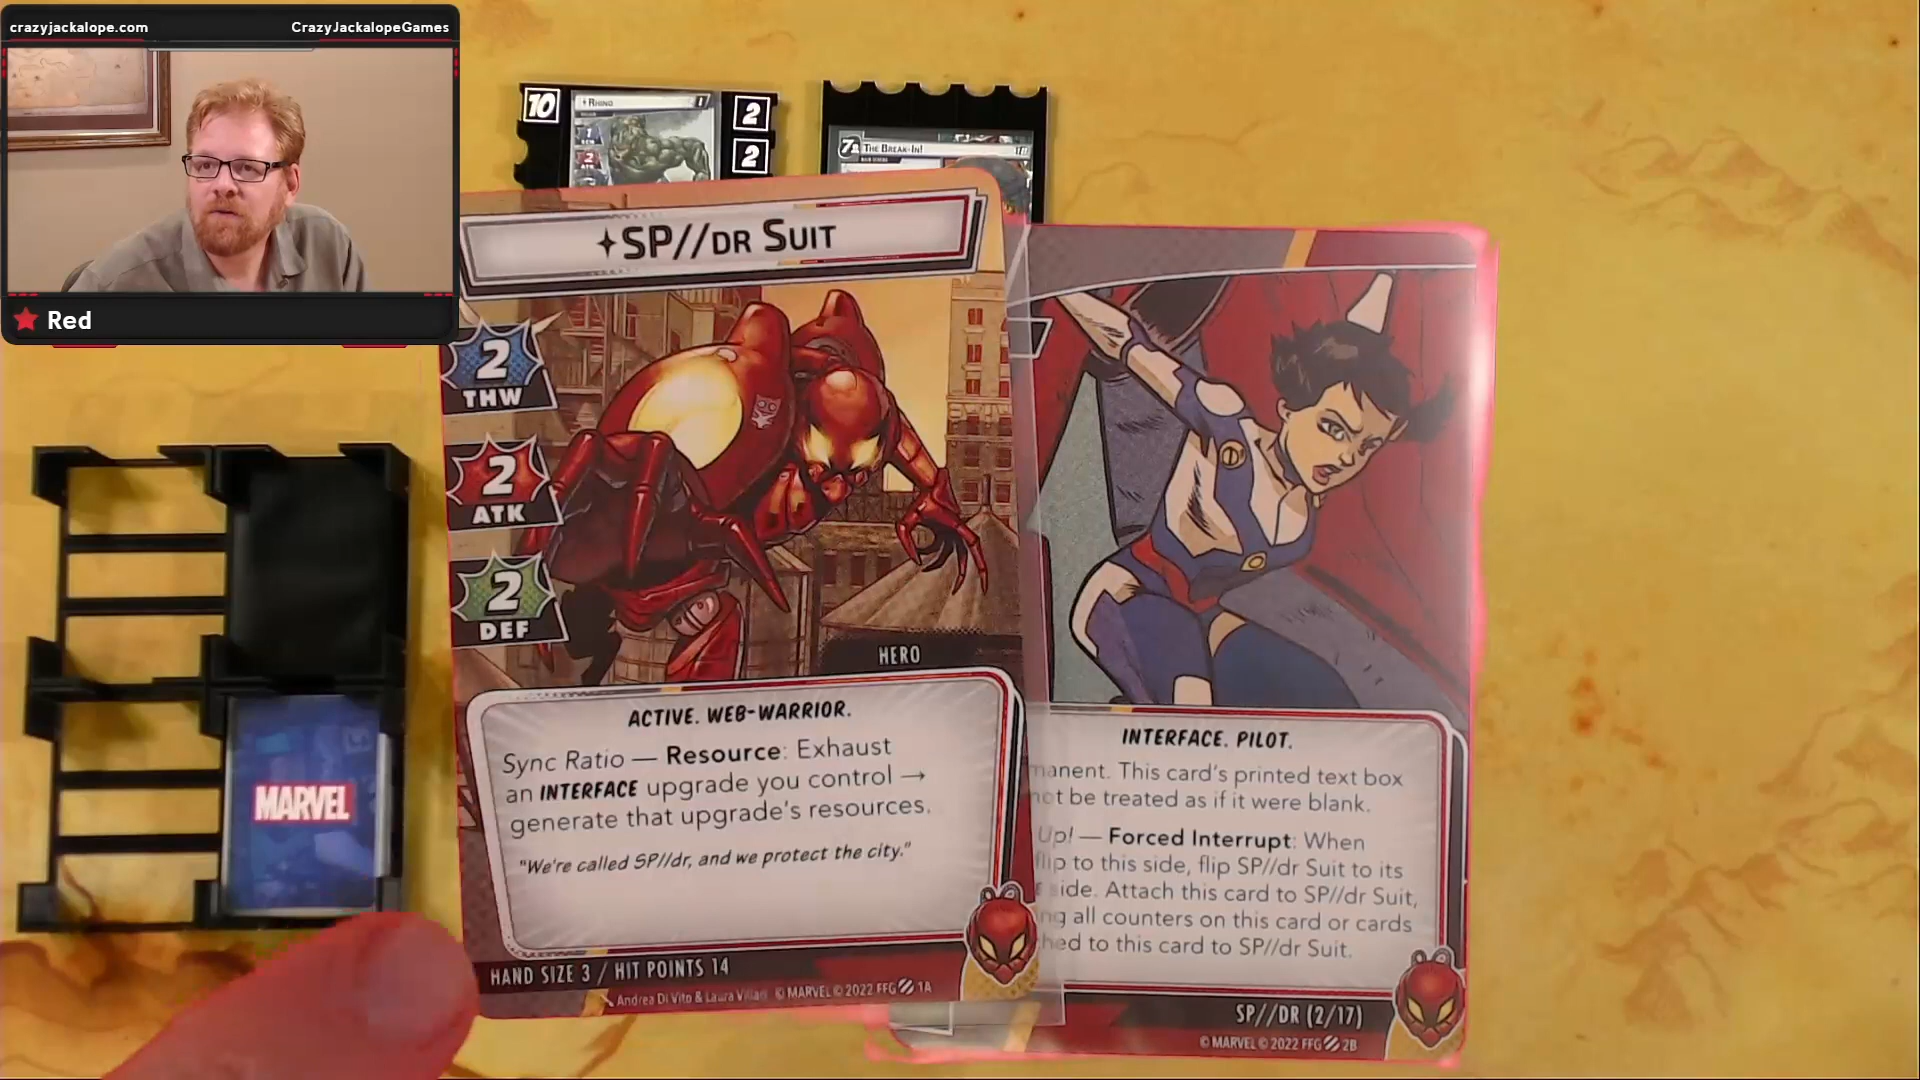 crazyjackalope.com
CrazyJackalopeGames
Red
10
RHINO
I
2
2
THE BREAK-IN!
SP//DR SUIT
2
THW
2
ATK
2
DEF
HERO
ACTIVE. WEB-WARRIOR.
Sync Ratio — Resource: Exhaust
an INTERFACE upgrade you control →
generate that upgrade's resources.
"We're called SP//dr, and we protect the city."
HAND SIZE 3 / HIT POINTS 14
Andrea Di Vito & Laura Villari © MARVEL © 2022 FFG 1A
INTERFACE. PILOT.
This card's printed text box
be treated as if it were blank.
Up! — Forced Interrupt: When
flip to this side, flip SP//dr Suit to its
side. Attach this card to SP//dr Suit,
all counters on this card or cards
to this card to SP//dr Suit.
SP//DR (2/17)
© MARVEL © 2022 FFG 2B
MARVEL